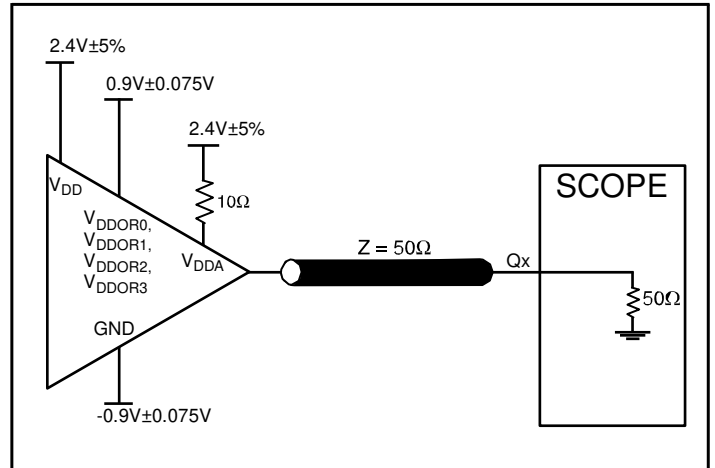 2.4V±5%
0.9V±0.075V
2.4V±5%
10Ω
VDD
VDDOR0,
VDDOR1,
VDDOR2,
VDDOR3
VDDA
GND
-0.9V±0.075V
Z = 50Ω
Qx
SCOPE
50Ω